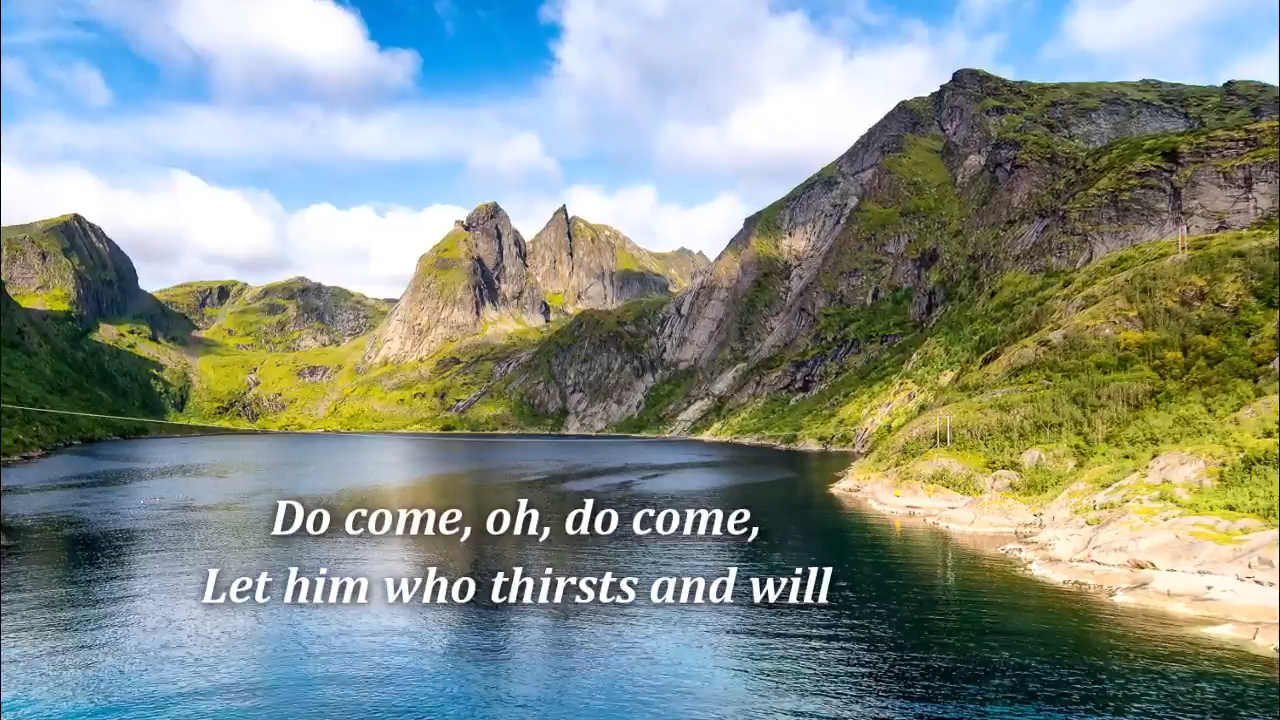 Do come, oh, do come,
Let him who thirsts and will